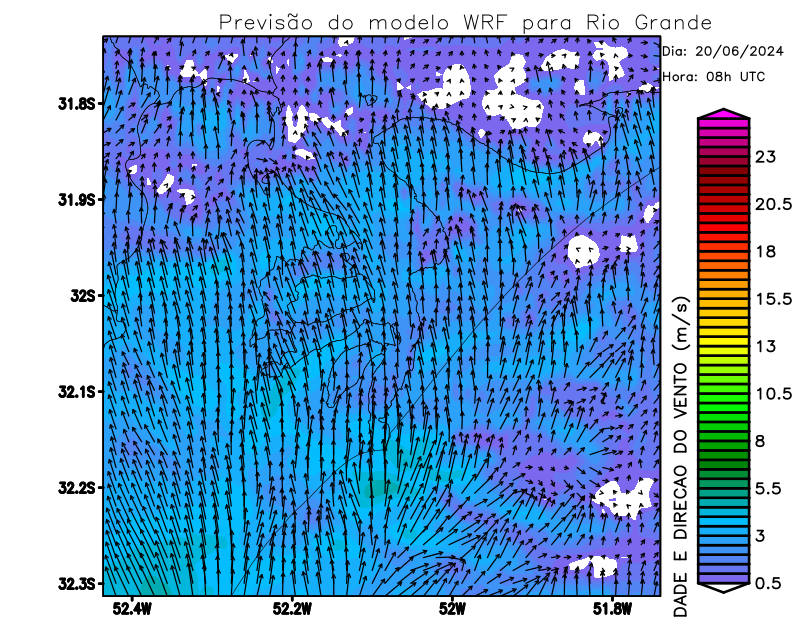 Previsão do modelo WRF para Rio Grande
Dia: 20/06/2024
Hora: 08h UTC
31.8S
31.9S
32S
32.1S
32.2S
32.3S
52.4W
52.2W
52W
51.8W
23
20.5
18
15.5
13
10.5
8
5.5
3
0.5
DADE E DIRECAO DO VENTO (m/s)